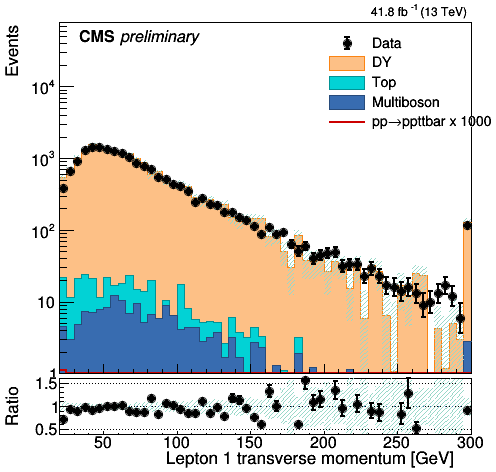 41.8 fb⁻¹ (13 TeV)
CMS preliminary
Events
Data
DY
Top
Multiboson
pp→ppttbar x 1000
10⁴
10³
10²
10
1
Ratio
1.5
1
0.5
50 100 150 200 250 300
Lepton 1 transverse momentum [GeV]